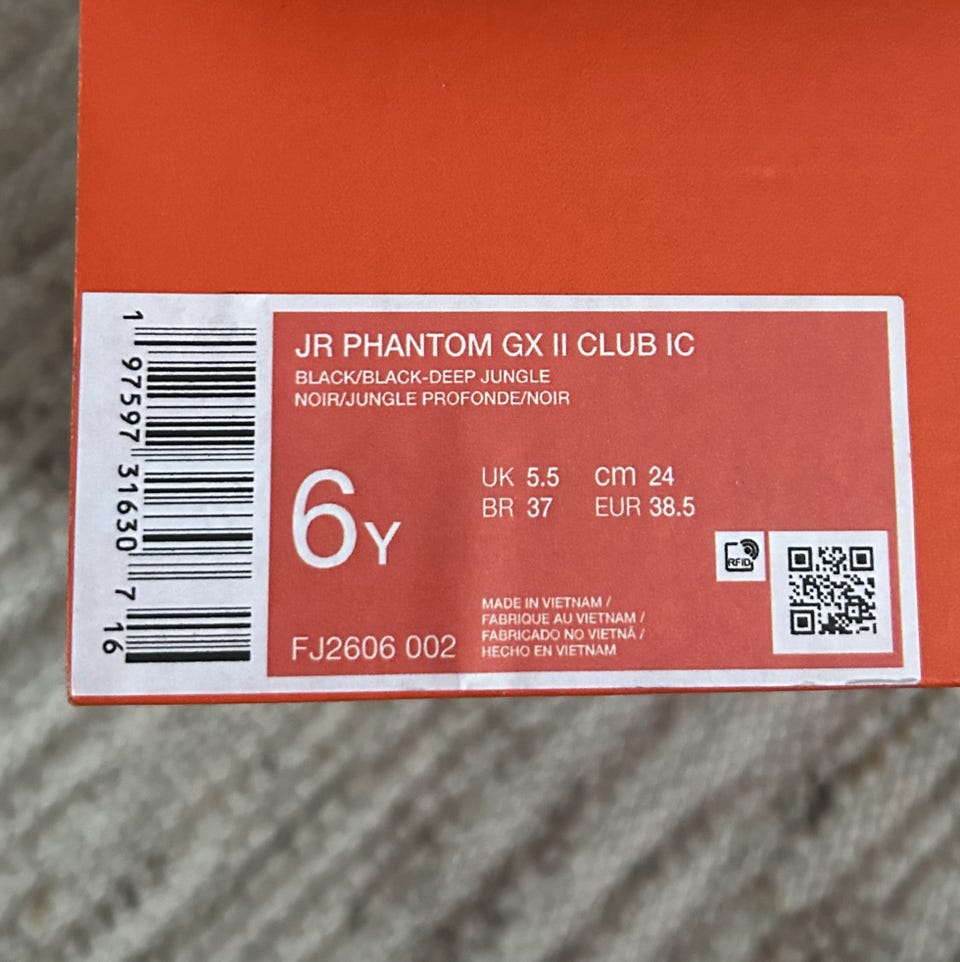 1 97597 31630 7 16
JR PHANTOM GX II CLUB IC
BLACK/BLACK-DEEP JUNGLE
NOIR/JUNGLE PROFONDE/NOIR
6Y
UK 5.5 cm 24
BR 37 EUR 38.5
RFID
MADE IN VIETNAM /
FABRIQUE AU VIETNAM /
FABRICADO NO VIETNÃ /
HECHO EN VIETNAM
FJ2606 002